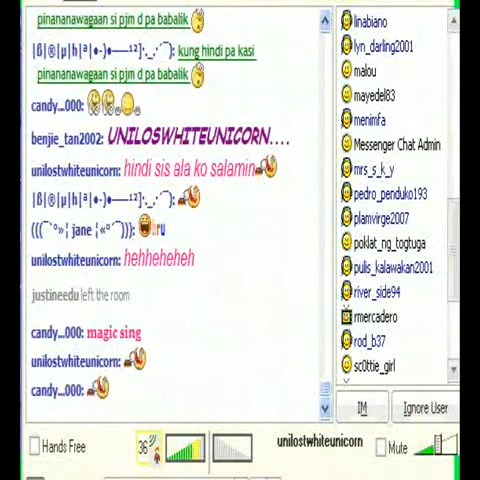 pinananawagaan si pjm d pa babalik
|ß|®|µ|h|ª|•-)•-—¹²]·._.·´¯): kung hindi pa kasi
pinananawagaan si pjm d pa babalik
candy...000:
benjie_tan2002: UNILOSWHITEUNICORN....
unilostwhiteunicorn: hindi sis ala ko salamin
|ß|®|µ|h|ª|•-)•-—¹²]·._.·´¯):
(((¯`°»¦ jane ¦«°´¯))): ru
unilostwhiteunicorn: hehheheheh
justineedu left the room
candy...000: magic sing
unilostwhiteunicorn:
candy...000:
linabiano
lyn_darling2001
malou
mayedel83
menimfa
Messenger Chat Admin
mrs_s_k_y
pedro_penduko193
plamvirge2007
poklat_ng_togtuga
pulis_kalawakan2001
river_side94
rmercadero
rod_b37
sc0ttie_girl
IM
Ignore User
Hands Free
36
unilostwhiteunicorn
Mute